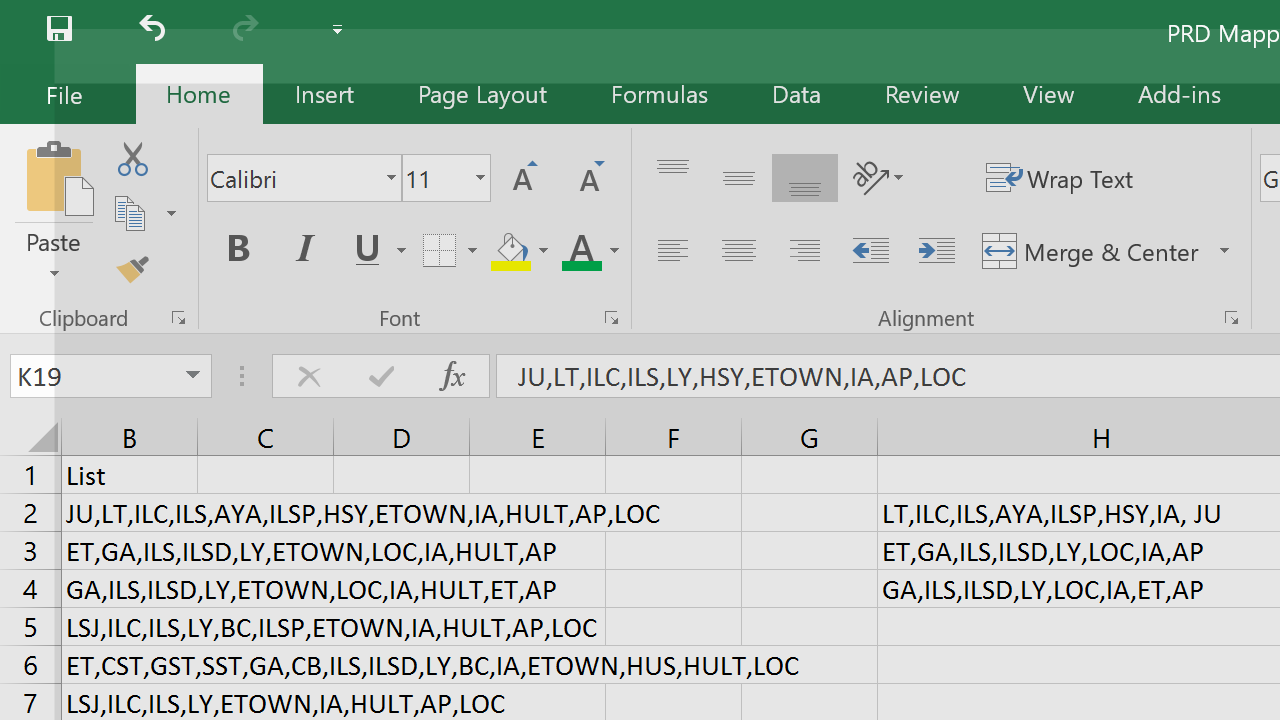 PRD Mapp
File Home Insert Page Layout Formulas Data Review View Add-ins
Calibri 11 A A ab Wrap Text G
Paste B I U A Merge & Center
Clipboard Font Alignment
K19 fx JU,LT,ILC,ILS,LY,HSY,ETOWN,IA,AP,LOC
B C D E F G H
1 List
2 JU,LT,ILC,ILS,AYA,ILSP,HSY,ETOWN,IA,HULT,AP,LOC LT,ILC,ILS,AYA,ILSP,HSY,IA, JU
3 ET,GA,ILS,ILSD,LY,ETOWN,LOC,IA,HULT,AP ET,GA,ILS,ILSD,LY,LOC,IA,AP
4 GA,ILS,ILSD,LY,ETOWN,LOC,IA,HULT,ET,AP GA,ILS,ILSD,LY,LOC,IA,ET,AP
5 LSJ,ILC,ILS,LY,BC,ILSP,ETOWN,IA,HULT,AP,LOC
6 ET,CST,GST,SST,GA,CB,ILS,ILSD,LY,BC,IA,ETOWN,HUS,HULT,LOC
7 LSJ,ILC,ILS,LY,ETOWN,IA,HULT,AP,LOC